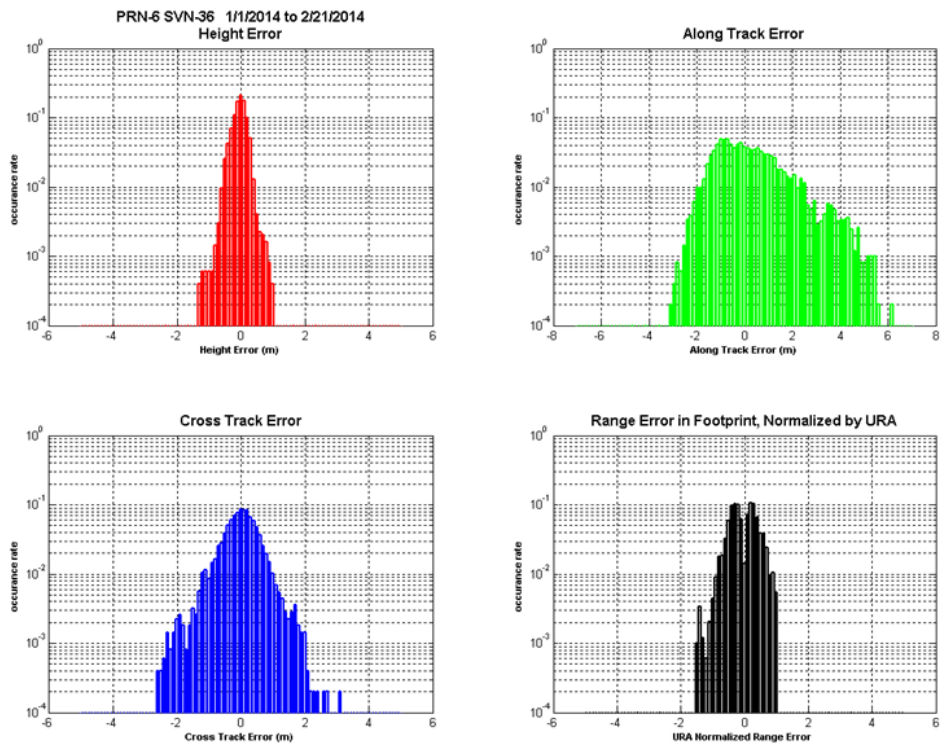 PRN-6 SVN-36 1/1/2014 to 2/21/2014
Height Error
10^0
10^-1
10^-2
10^-3
10^-4
occurance rate
-6 -4 -2 0 2 4 6
Height Error (m)
Along Track Error
10^0
10^-1
10^-2
10^-3
10^-4
occurance rate
-8 -6 -4 -2 0 2 4 6 8
Along Track Error (m)
Cross Track Error
10^0
10^-1
10^-2
10^-3
10^-4
occurance rate
-6 -4 -2 0 2 4 6
Cross Track Error (m)
Range Error in Footprint, Normalized by URA
10^0
10^-1
10^-2
10^-3
10^-4
occurance rate
-6 -4 -2 0 2 4 6
URA Normalized Range Error